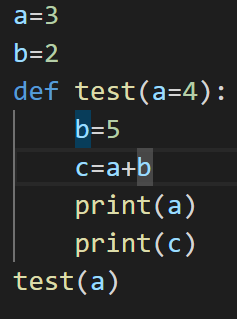 a=3
b=2
def test(a=4):
    b=5
    c=a+b
    print(a)
    print(c)
test(a)